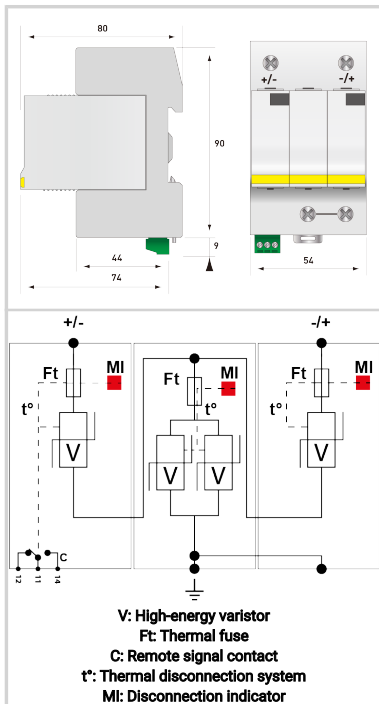 80
+/-
-/+
90
9
44
74
54
+/-
-/+
Ft
MI
t°
V
Ft
MI
t°
V
V
Ft
MI
t°
V
C
12
11
14
V: High-energy varistor
Ft: Thermal fuse
C: Remote signal contact
t°: Thermal disconnection system
MI: Disconnection indicator